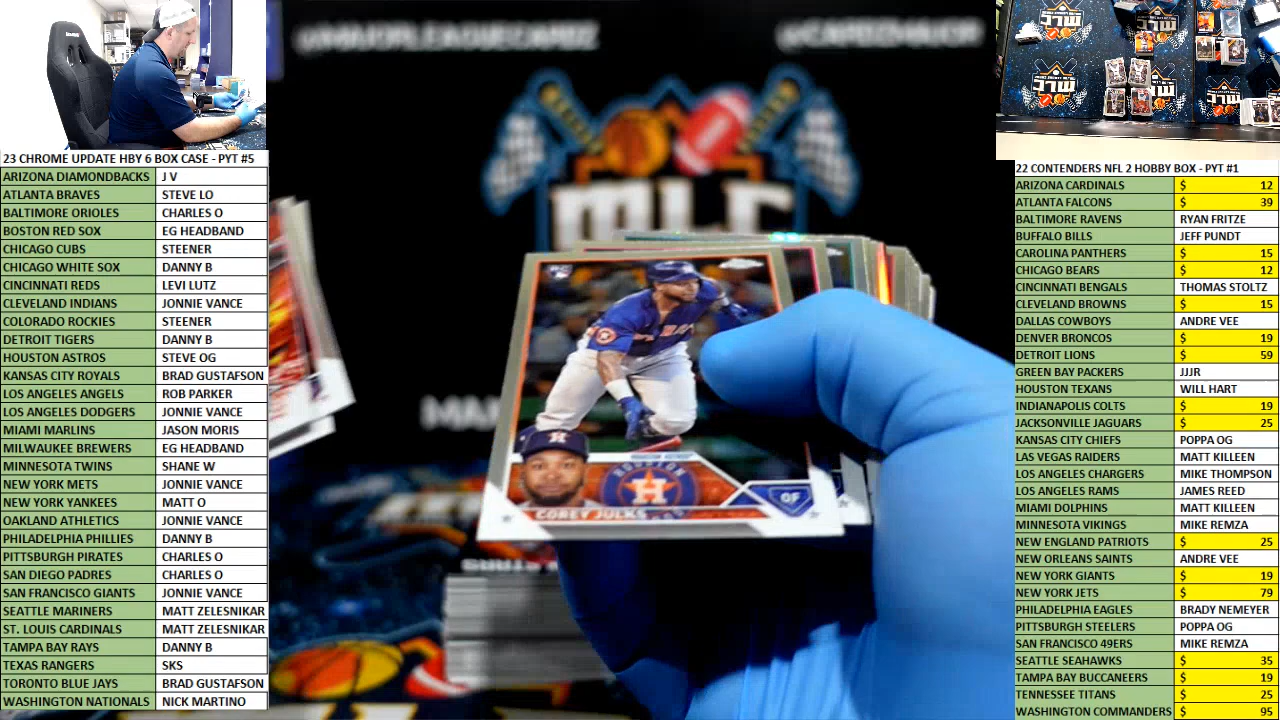 23 CHROME UPDATE HBY 6 BOX CASE - PYT #5
ARIZONA DIAMONDBACKS J V
ATLANTA BRAVES STEVE LO
BALTIMORE ORIOLES CHARLES O
BOSTON RED SOX EG HEADBAND
CHICAGO CUBS STEENER
CHICAGO WHITE SOX DANNY B
CINCINNATI REDS LEVI LUTZ
CLEVELAND INDIANS JONNIE VANCE
COLORADO ROCKIES STEENER
DETROIT TIGERS DANNY B
HOUSTON ASTROS STEVE OG
KANSAS CITY ROYALS BRAD GUSTAFSON
LOS ANGELES ANGELS ROB PARKER
LOS ANGELES DODGERS JONNIE VANCE
MIAMI MARLINS JASON MORIS
MILWAUKEE BREWERS EG HEADBAND
MINNESOTA TWINS SHANE W
NEW YORK METS JONNIE VANCE
NEW YORK YANKEES MATT O
OAKLAND ATHLETICS JONNIE VANCE
PHILADELPHIA PHILLIES DANNY B
PITTSBURGH PIRATES CHARLES O
SAN DIEGO PADRES CHARLES O
SAN FRANCISCO GIANTS JONNIE VANCE
SEATTLE MARINERS MATT ZELESNIKAR
ST. LOUIS CARDINALS MATT ZELESNIKAR
TAMPA BAY RAYS DANNY B
TEXAS RANGERS SKS
TORONTO BLUE JAYS BRAD GUSTAFSON
WASHINGTON NATIONALS NICK MARTINO
MLC
RC
HOUSTON
H
OF
COREY JULKS
22 CONTENDERS NFL 2 HOBBY BOX - PYT #1
ARIZONA CARDINALS $ 12
ATLANTA FALCONS $ 39
BALTIMORE RAVENS RYAN FRITZE
BUFFALO BILLS JEFF PUNDT
CAROLINA PANTHERS $ 15
CHICAGO BEARS $ 12
CINCINNATI BENGALS THOMAS STOLTZ
CLEVELAND BROWNS $ 15
DALLAS COWBOYS ANDRE VEE
DENVER BRONCOS $ 19
DETROIT LIONS $ 59
GREEN BAY PACKERS JJJR
HOUSTON TEXANS WILL HART
INDIANAPOLIS COLTS $ 19
JACKSONVILLE JAGUARS $ 25
KANSAS CITY CHIEFS POPPA OG
LAS VEGAS RAIDERS MATT KILLEEN
LOS ANGELES CHARGERS MIKE THOMPSON
LOS ANGELES RAMS JAMES REED
MIAMI DOLPHINS MATT KILLEEN
MINNESOTA VIKINGS MIKE REMZA
NEW ENGLAND PATRIOTS $ 25
NEW ORLEANS SAINTS ANDRE VEE
NEW YORK GIANTS $ 19
NEW YORK JETS $ 79
PHILADELPHIA EAGLES BRADY NEMEYER
PITTSBURGH STEELERS POPPA OG
SAN FRANCISCO 49ERS MIKE REMZA
SEATTLE SEAHAWKS $ 35
TAMPA BAY BUCCANEERS $ 19
TENNESSEE TITANS $ 25
WASHINGTON COMMANDERS $ 95